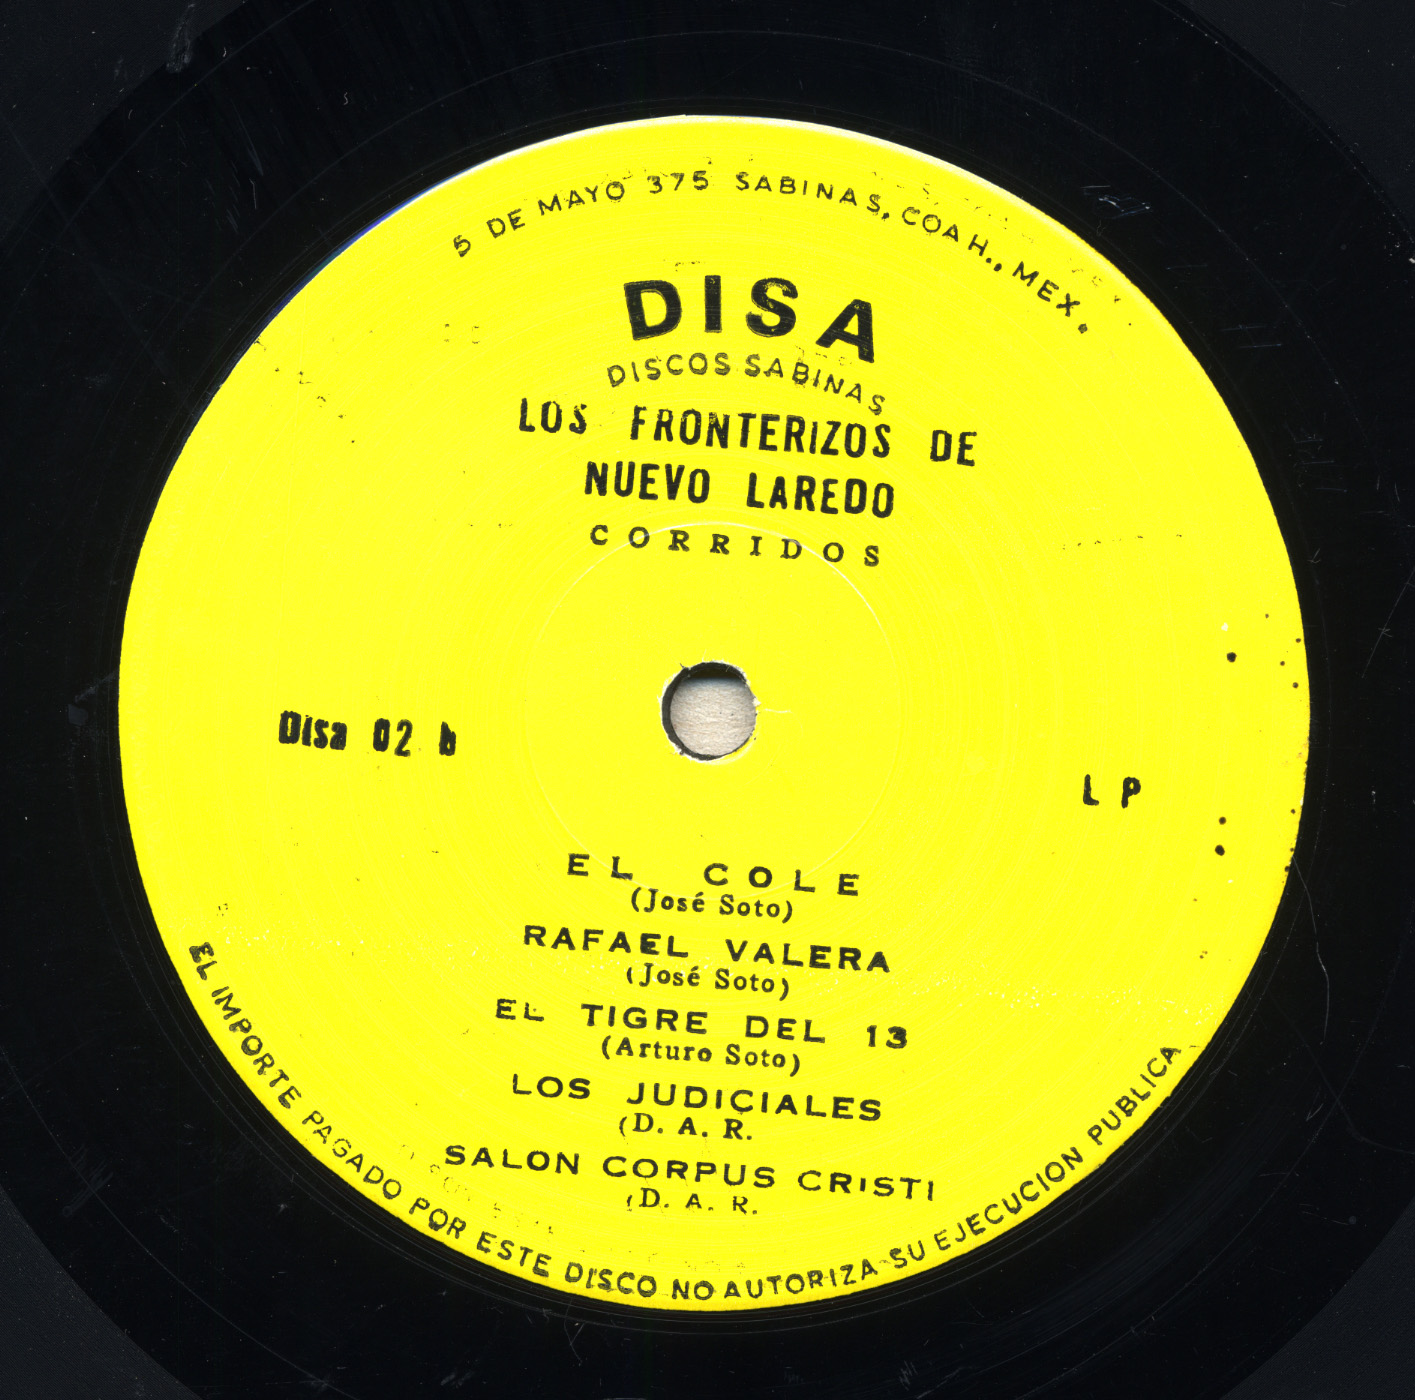 5 DE MAYO 375 SABINAS, COAH., MEX.
DISA
DISCOS SABINAS
LOS FRONTERIZOS DE
NUEVO LAREDO
CORRIDOS
Disa 02 b
L P
EL COLE
(José Soto)
RAFAEL VALERA
(José Soto)
EL TIGRE DEL 13
(Arturo Soto)
LOS JUDICIALES
(D. A. R.
SALON CORPUS CRISTI
(D. A. R.
EL IMPORTE PAGADO POR ESTE DISCO NO AUTORIZA SU EJECUCION PUBLICA